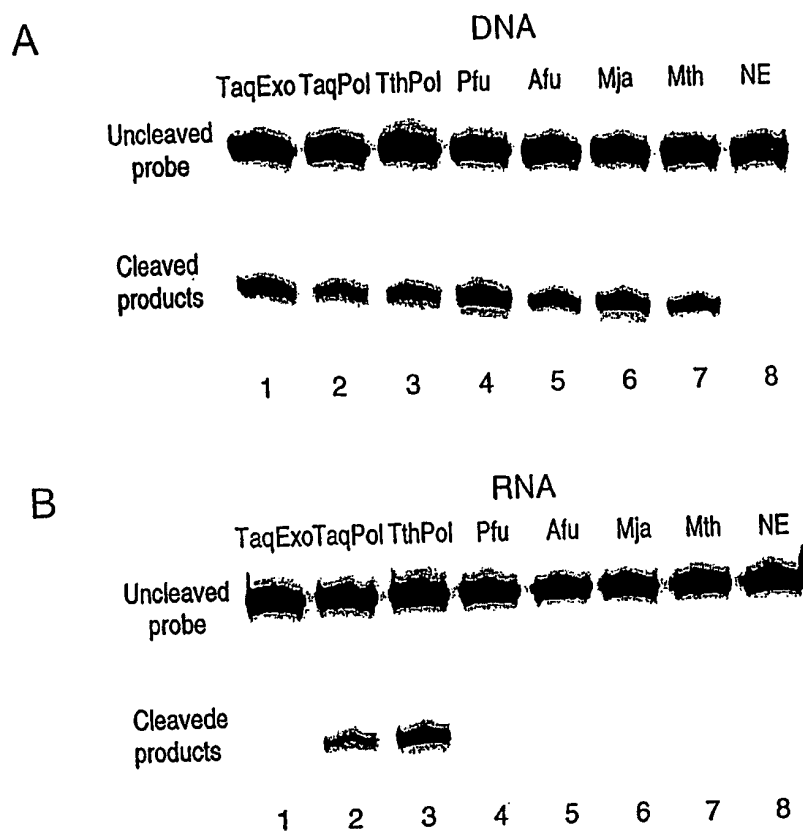 A
DNA
TaqExo TaqPol TthPol Pfu Afu Mja Mth NE
Uncleaved
probe
Cleaved
products
1 2 3 4 5 6 7 8
B
RNA
TaqExoTaqPol TthPol Pfu Afu Mja Mth NE
Uncleaved
probe
Cleavede
products
1 2 3 4 5 6 7 8